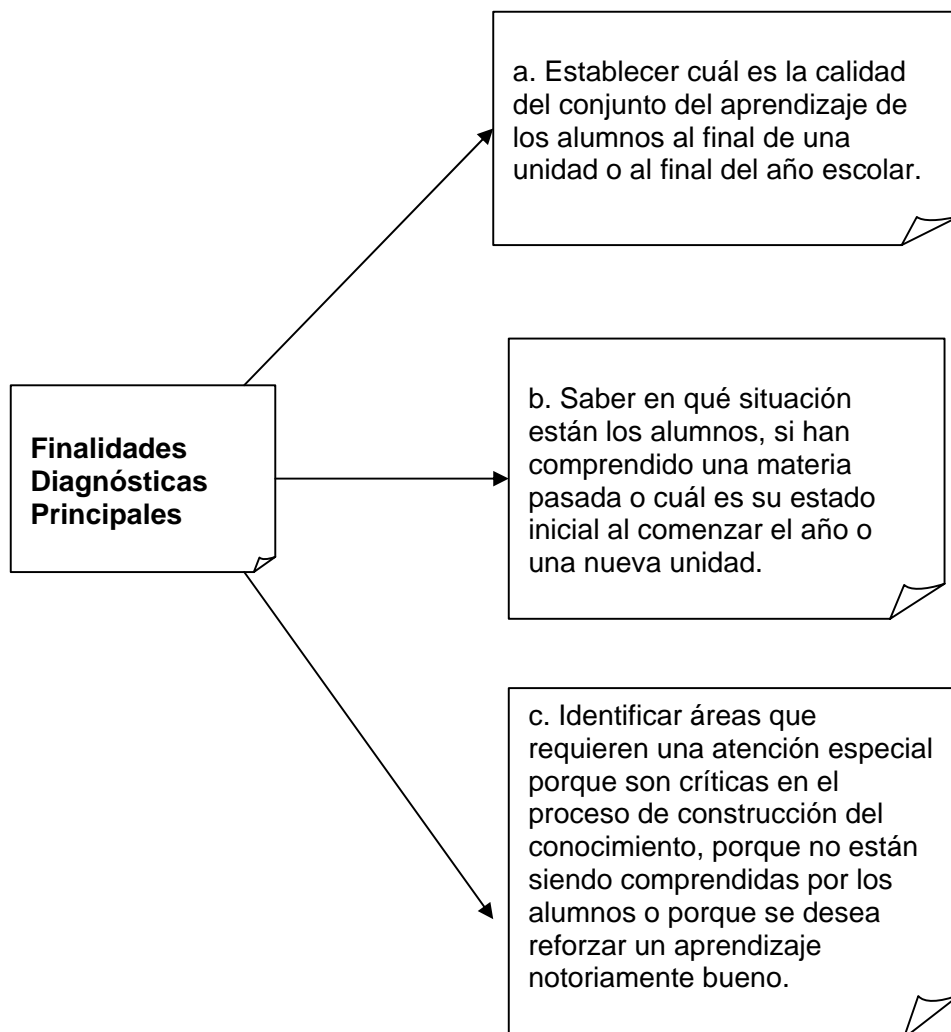 a. Establecer cuál es la calidad
del conjunto del aprendizaje de
los alumnos al final de una
unidad o al final del año escolar.
Finalidades
Diagnósticas
Principales
b. Saber en qué situación
están los alumnos, si han
comprendido una materia
pasada o cuál es su estado
inicial al comenzar el año o
una nueva unidad.
c. Identificar áreas que
requieren una atención especial
porque son críticas en el
proceso de construcción del
conocimiento, porque no están
siendo comprendidas por los
alumnos o porque se desea
reforzar un aprendizaje
notoriamente bueno.